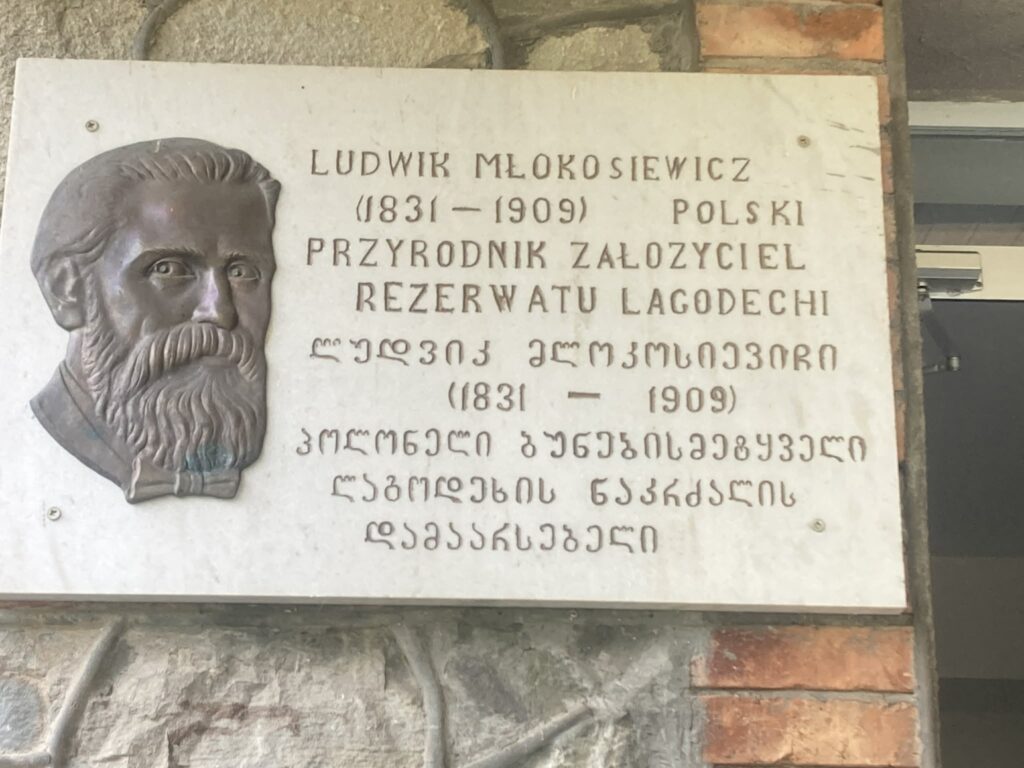 LUDWIK MŁOKOSIEWICZ
(1831 — 1909) POLSKI
PRZYRODNIK ZAŁOZYCIEL
REZERWATU LAGODECHI
ლუდვიკ მლოკოსიევიჩი
(1831 — 1909)
პოლონელი ბუნებისმეტყველი
ლაგოდეხის ნაკრძალის
დამაარსებელი